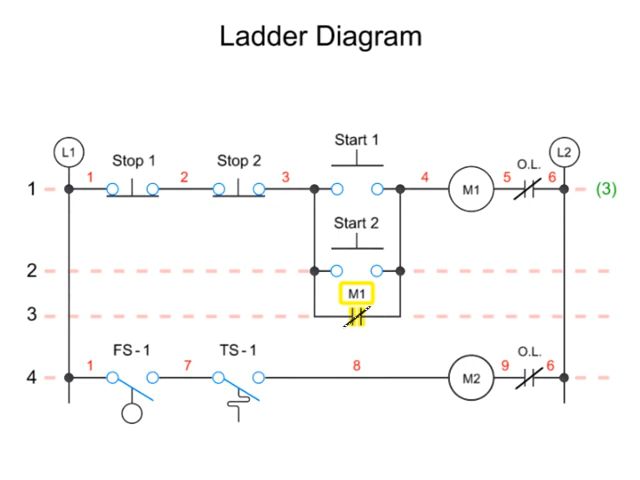 Ladder Diagram
L1
L2
Start 1
Stop 1
Stop 2
O.L.
1
1
2
3
4
M1
5
6
(3)
Start 2
2
M1
3
FS-1
TS-1
O.L.
4
1
7
8
M2
9
6